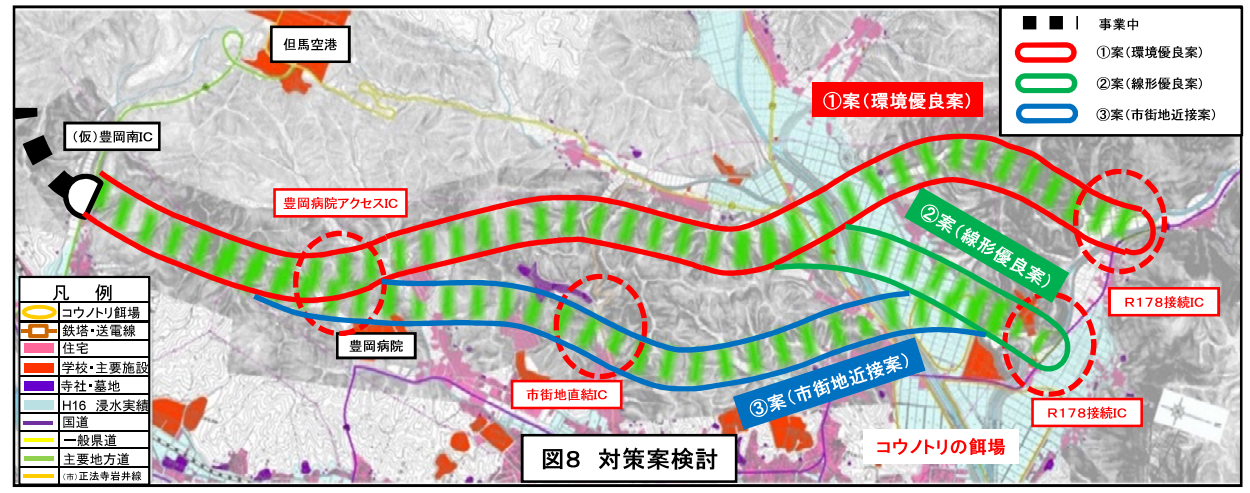 但馬空港
事業中
①案(環境優良案)
②案(線形優良案)
③案(市街地近接案)
①案(環境優良案)
(仮)豊岡南IC
豊岡病院アクセスIC
②案(線形優良案)
R178接続IC
凡　例
コウノトリ餌場
鉄塔・送電線
住宅
学校・主要施設
寺社・墓地
H16 浸水実績
国道
一般県道
主要地方道
(市)正法寺岩井線
豊岡病院
市街地直結IC
③案(市街地近接案)
R178接続IC
コウノトリの餌場
図8 対策案検討